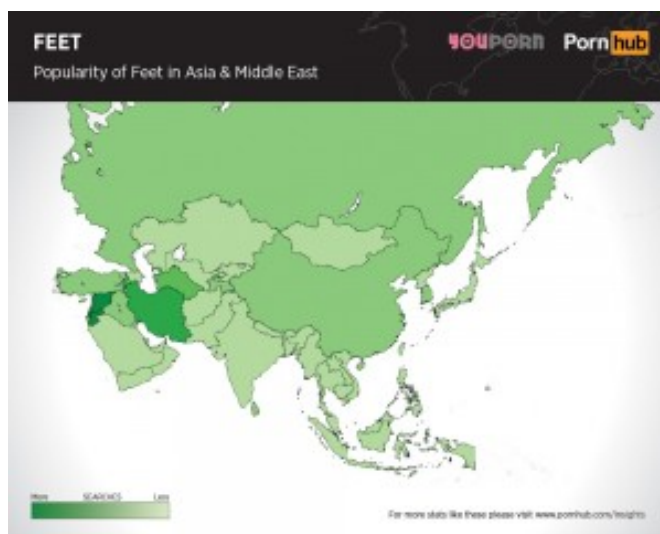 FEET
YOUPORN Pornhub
Popularity of Feet in Asia & Middle East
More SEARCHES Less
For more stats like these please visit www.pornhub.com/insights